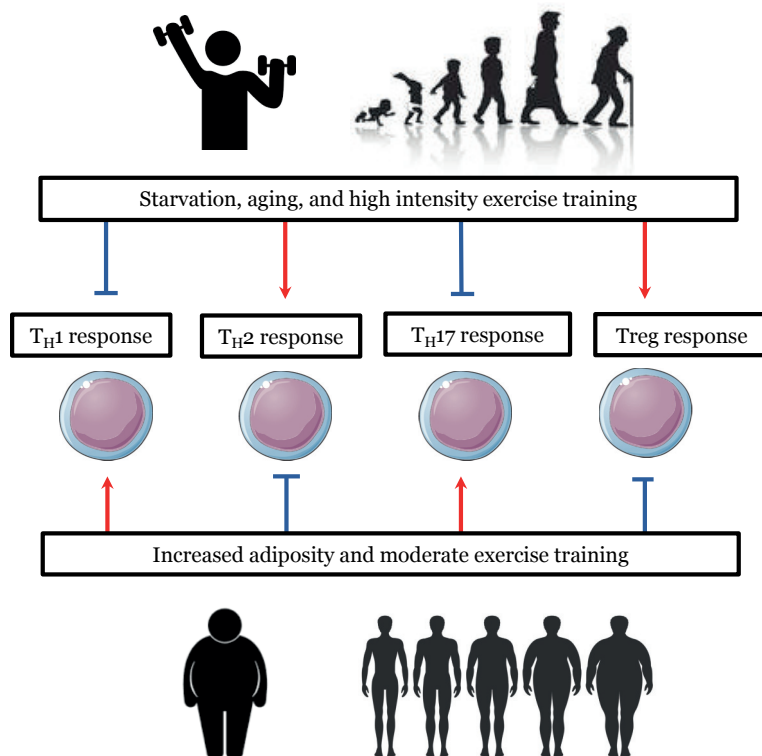 Starvation, aging, and high intensity exercise training
TH1 response
TH2 response
TH17 response
Treg response
Increased adiposity and moderate exercise training